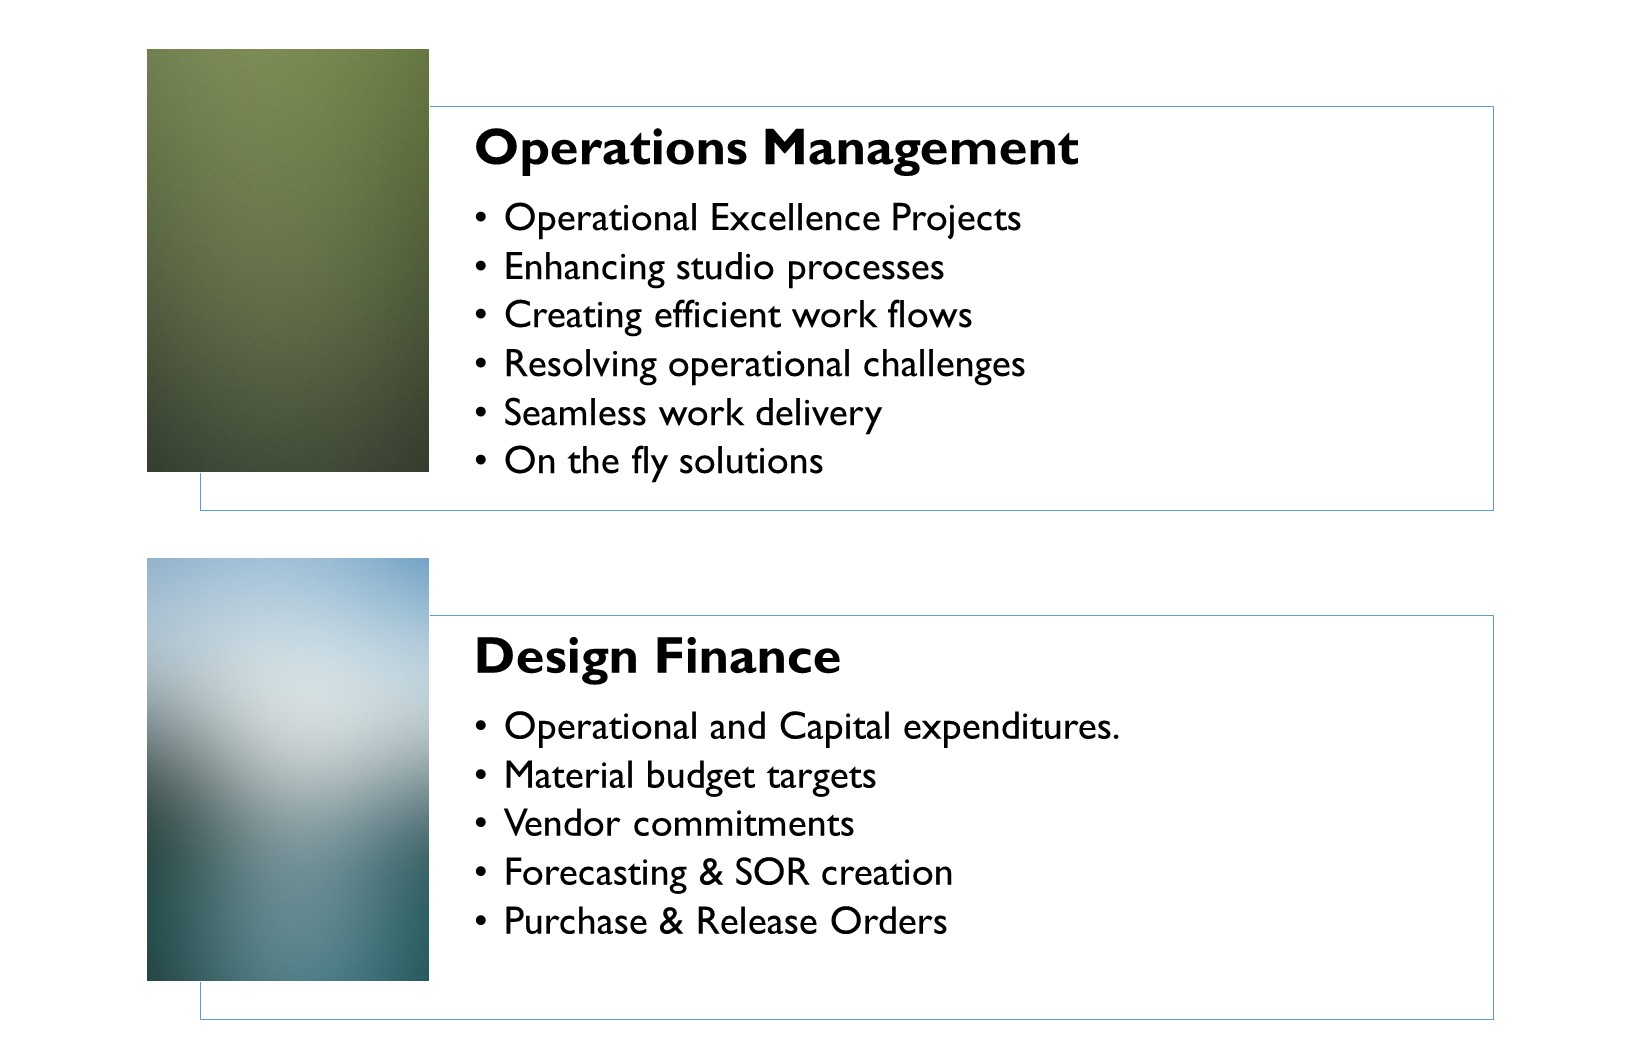 Operations Management
• Operational Excellence Projects
• Enhancing studio processes
• Creating efficient work flows
• Resolving operational challenges
• Seamless work delivery
• On the fly solutions
Design Finance
• Operational and Capital expenditures.
• Material budget targets
• Vendor commitments
• Forecasting & SOR creation
• Purchase & Release Orders